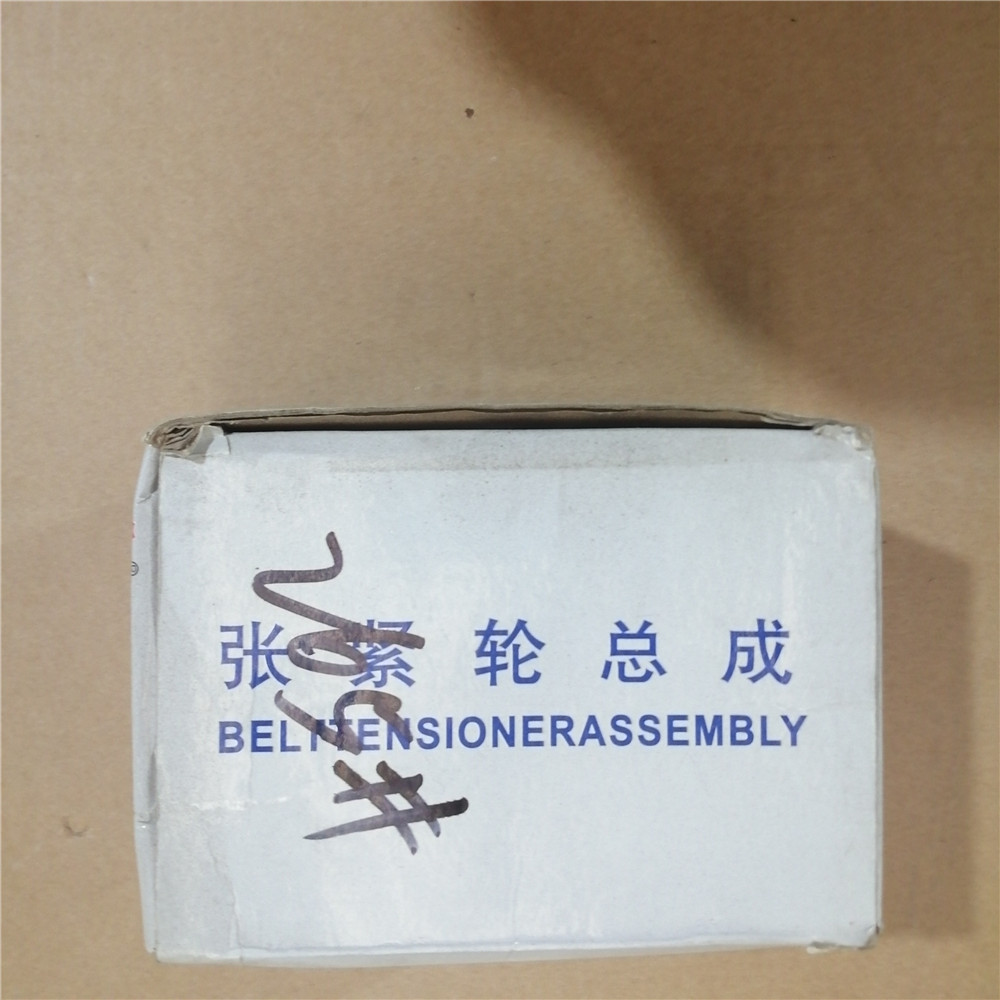 张紧轮总成
BELTTENSIONERASSEMBLY